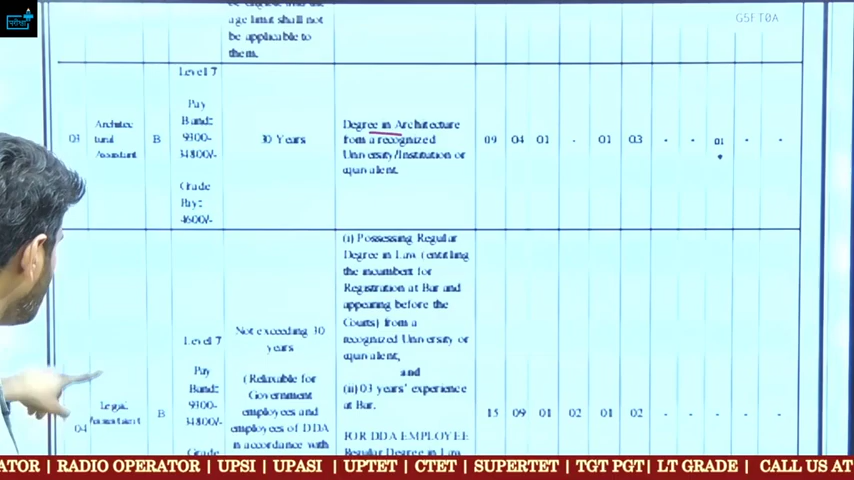 परीक्षा
GSFT0A
age limit shall not
be applicable to
them.
03
Architec
tural
Assistant
B
Level 7
Pay
Band:
9300-
34800/-
Grade
Pay:
4600/-
30 Years
Degree in Architecture
from a recognized
University/Institution or
equivalent.
09 04 01 - 01 03 - - 01 - -
04
Legal
Assistant
B
Level 7
Pay
Band:
9300-
34800/-
Grade
Not exceeding 30
years
(Relaxable for
Government
employees and
employees of DDA
in accordance with
(i) Possessing Regular
Degree in Law (entitling
the incumbent for
Registration at Bar and
appearing before the
Courts) from a
recognized University or
equivalent;
and
(ii) 03 years' experience
at Bar.
FOR DDA EMPLOYEE
Regular Degree in Law
15 09 01 02 01 02 - - - - -
ATOR | RADIO OPERATOR | UPSI | UPASI | UPTET | CTET | SUPERTET | TGT PGT| LT GRADE | CALL US AT